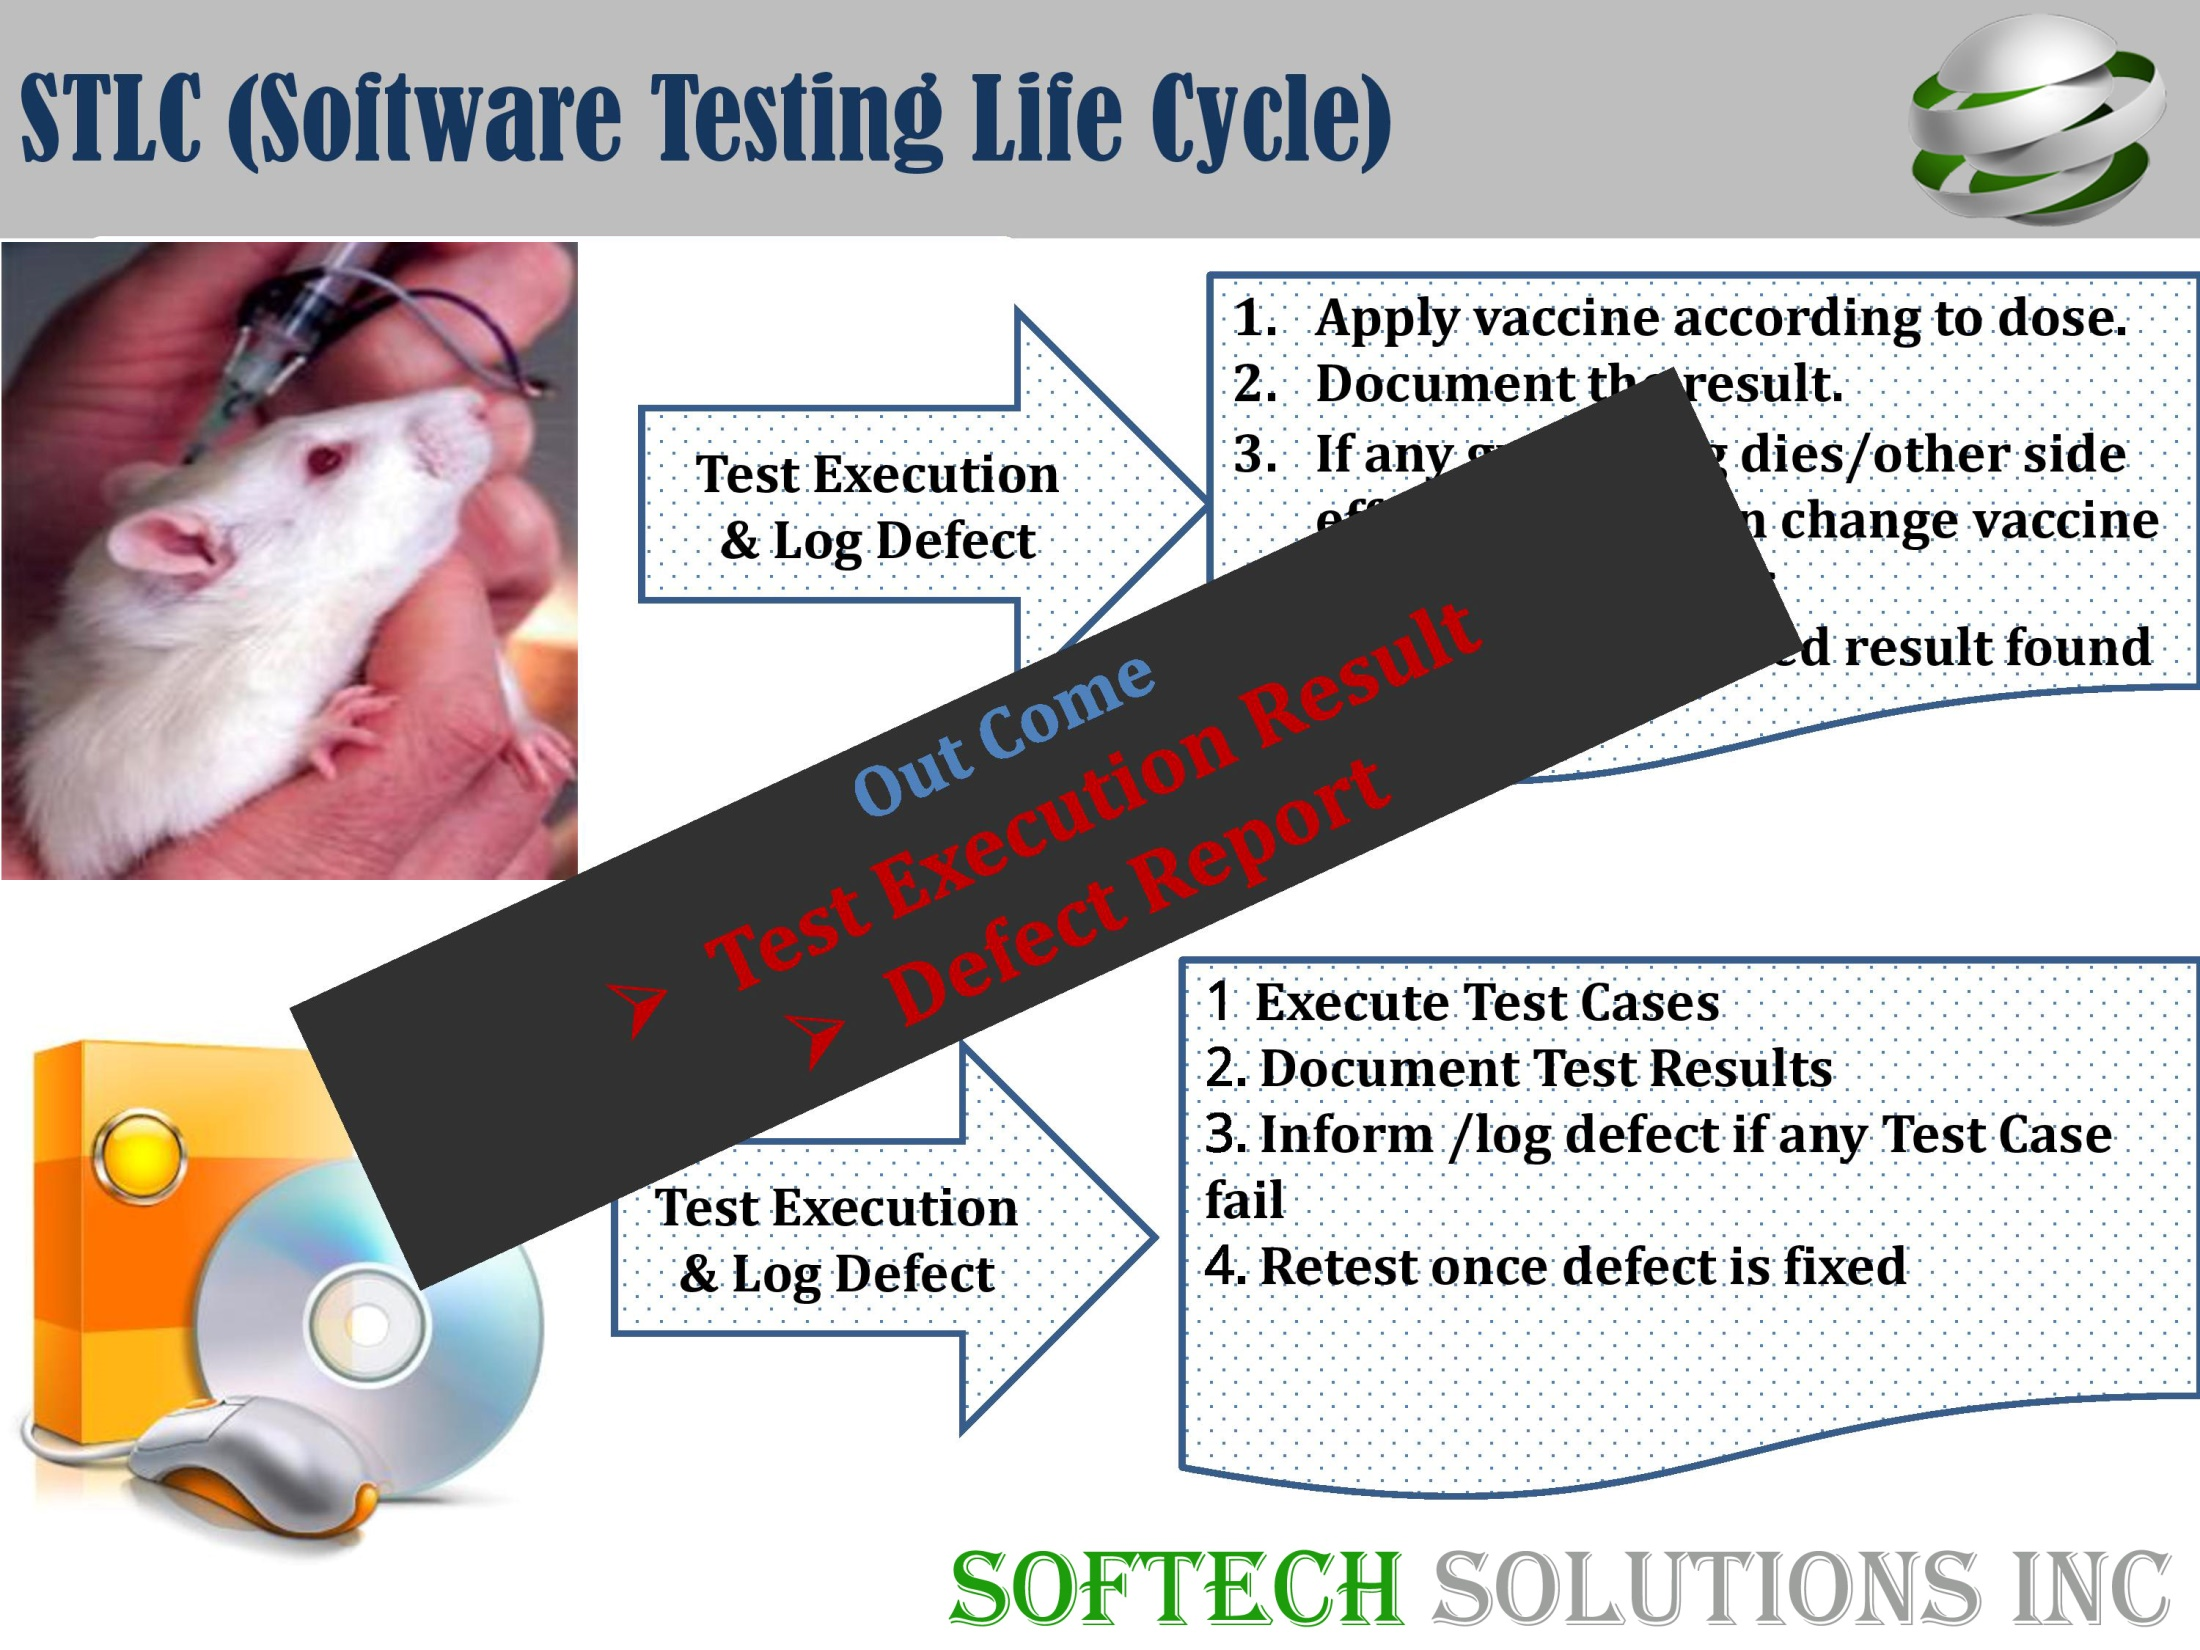 STLC (Software Testing Life Cycle)
1. Apply vaccine according to dose.
2. Document the result.
3. If any dies/other side
change vaccine
result found
Test Execution
& Log Defect
Out Come
➢ Test Execution Result
➢ Defect Report
1 Execute Test Cases
2. Document Test Results
3. Inform /log defect if any Test Case
fail
4. Retest once defect is fixed
Test Execution
& Log Defect
SOFTECH SOLUTIONS INC